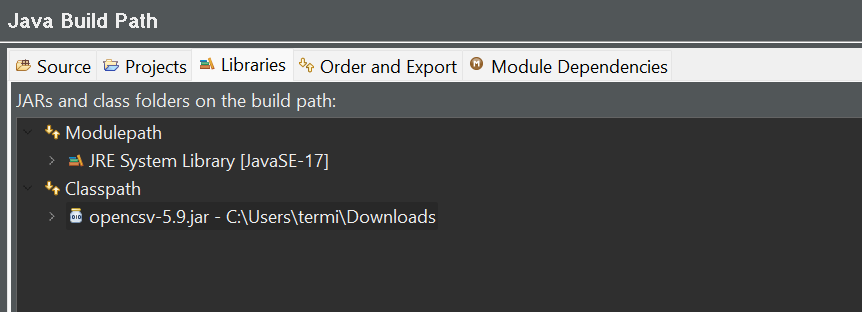 Java Build Path
Source Projects Libraries Order and Export M Module Dependencies
JARs and class folders on the build path:
Modulepath
JRE System Library [JavaSE-17]
Classpath
010 opencsv-5.9.jar - C:\Users\termi\Downloads